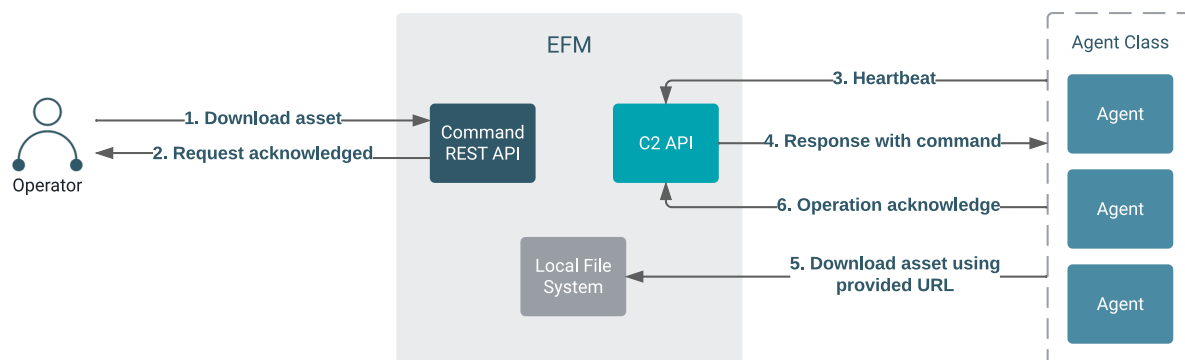 EFM
Agent Class
3. Heartbeat
Agent
1. Download asset
Command
REST API
C2 API
4. Response with command
2. Request acknowledged
Operator
6. Operation acknowledge
Agent
Local File
System
5. Download asset using
provided URL
Agent